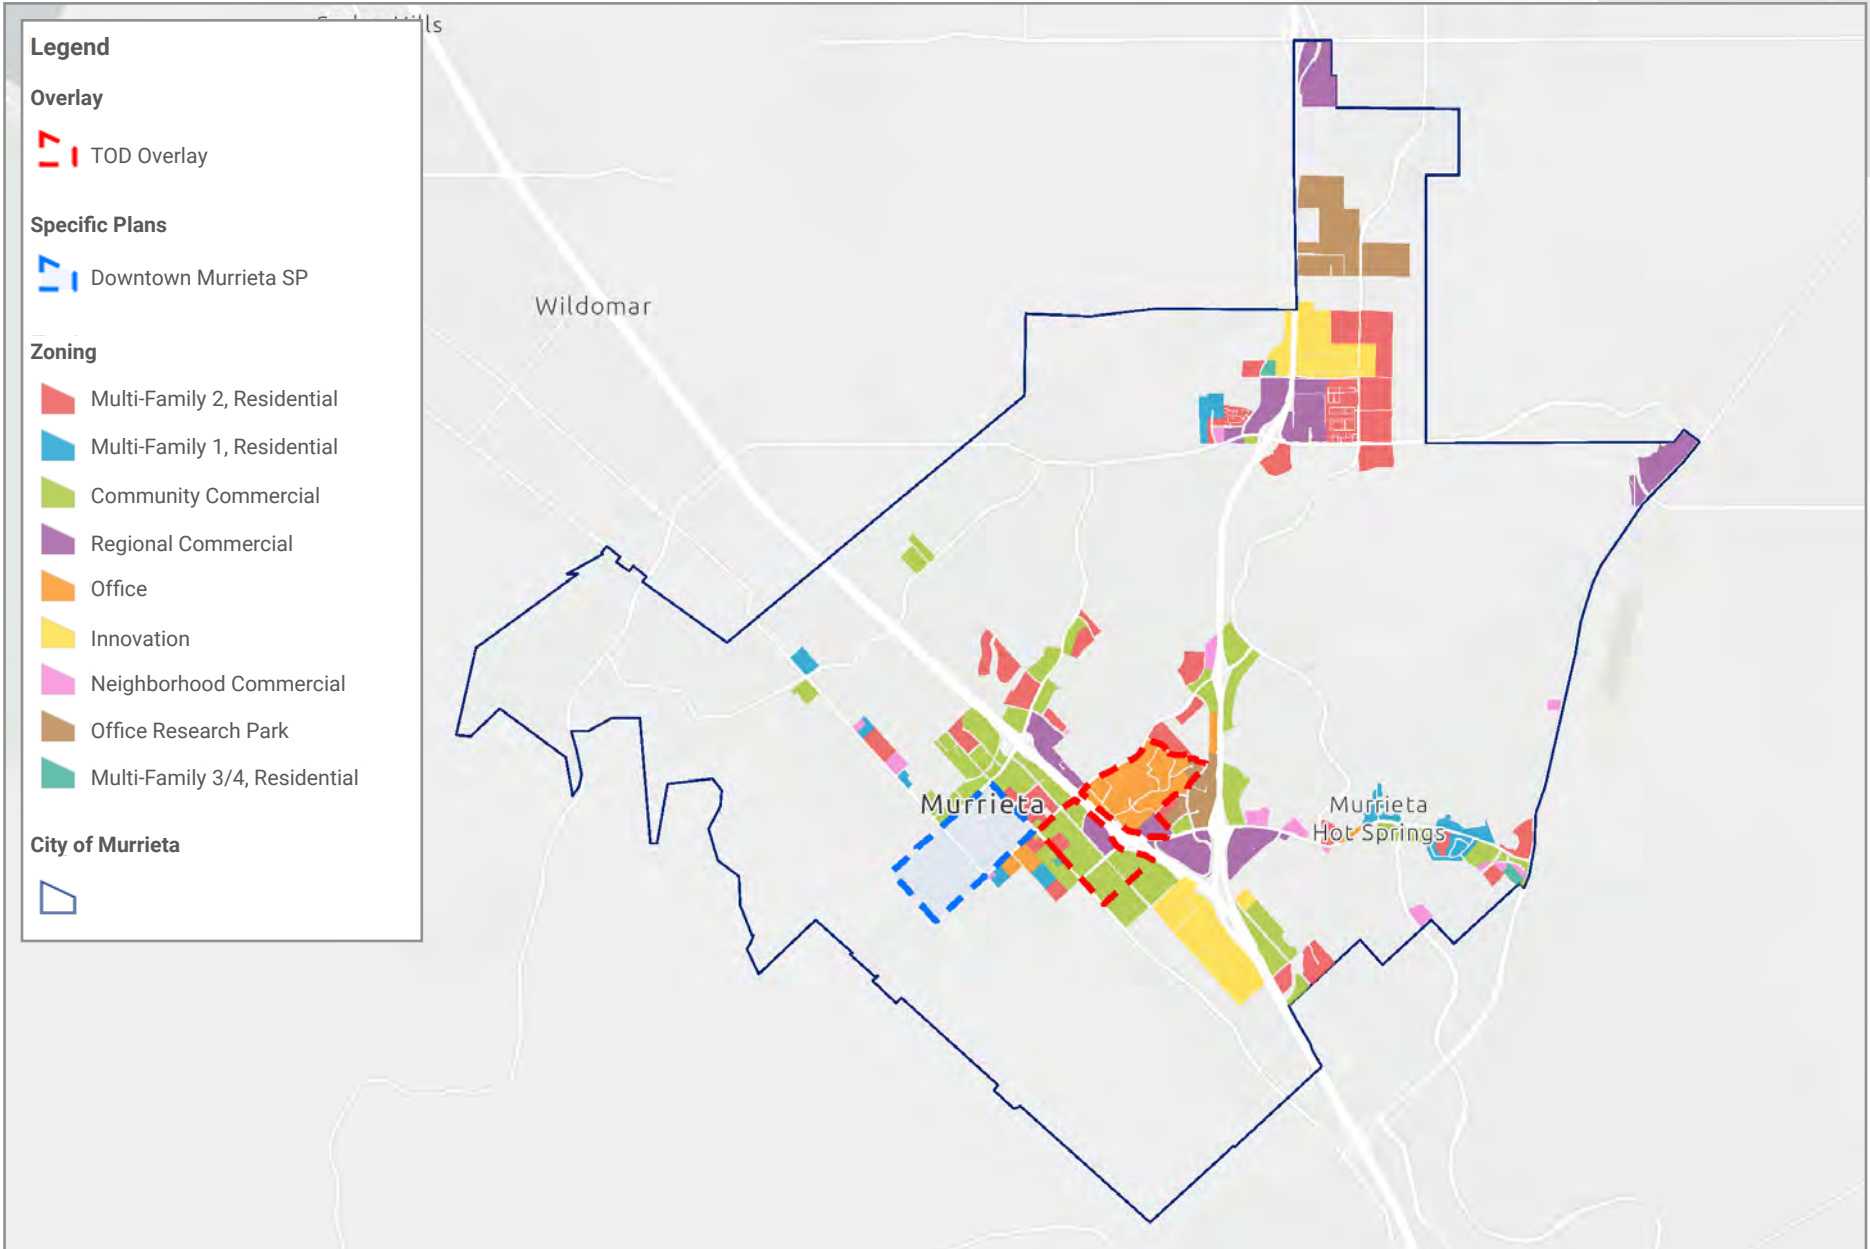 Legend
Overlay
TOD Overlay
Specific Plans
Downtown Murrieta SP
Zoning
Multi-Family 2, Residential
Multi-Family 1, Residential
Community Commercial
Regional Commercial
Office
Innovation
Neighborhood Commercial
Office Research Park
Multi-Family 3/4, Residential
City of Murrieta
Wildomar
Murrieta
Murrieta
Hot Springs